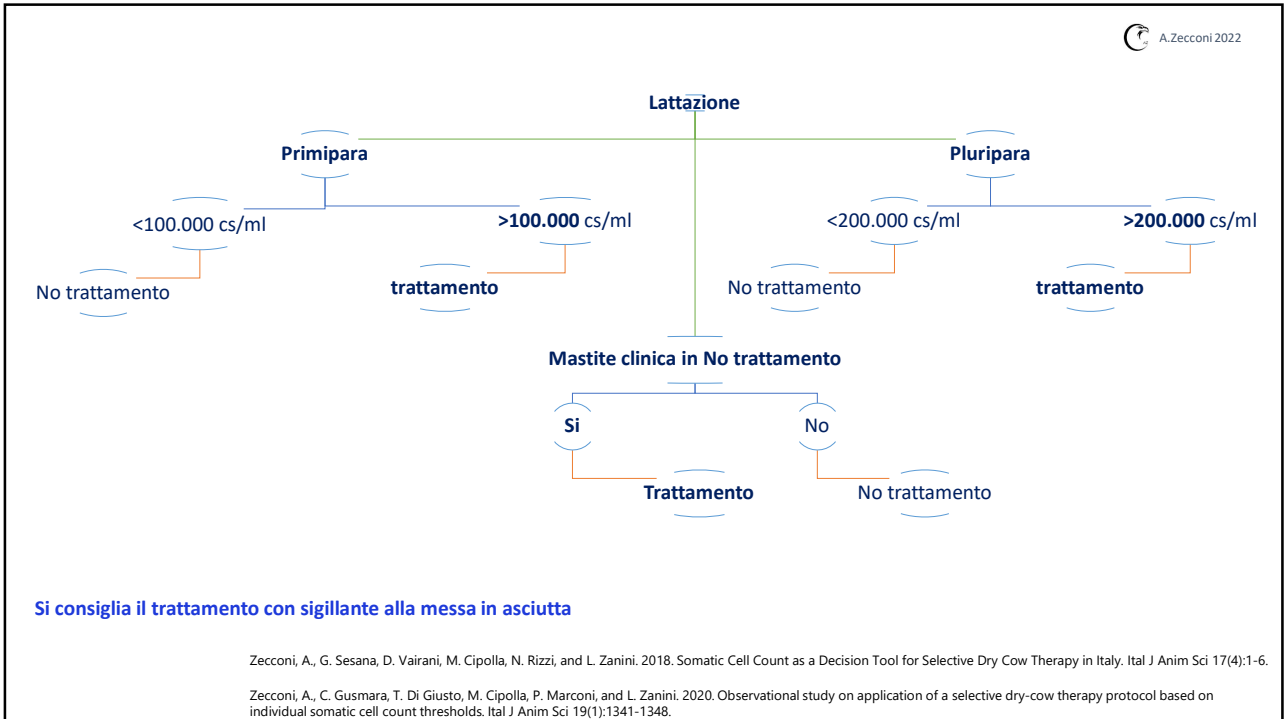 A.Zecconi 2022
Lattazione
Primipara
Pluripara
<100.000 cs/ml
>100.000 cs/ml
<200.000 cs/ml
>200.000 cs/ml
No trattamento
trattamento
No trattamento
trattamento
Mastite clinica in No trattamento
Si
No
Trattamento
No trattamento
Si consiglia il trattamento con sigillante alla messa in asciutta
Zecconi, A., G. Sesana, D. Vairani, M. Cipolla, N. Rizzi, and L. Zanini. 2018. Somatic Cell Count as a Decision Tool for Selective Dry Cow Therapy in Italy. Ital J Anim Sci 17(4):1-6.
Zecconi, A., C. Gusmara, T. Di Giusto, M. Cipolla, P. Marconi, and L. Zanini. 2020. Observational study on application of a selective dry-cow therapy protocol based on
individual somatic cell count thresholds. Ital J Anim Sci 19(1):1341-1348.